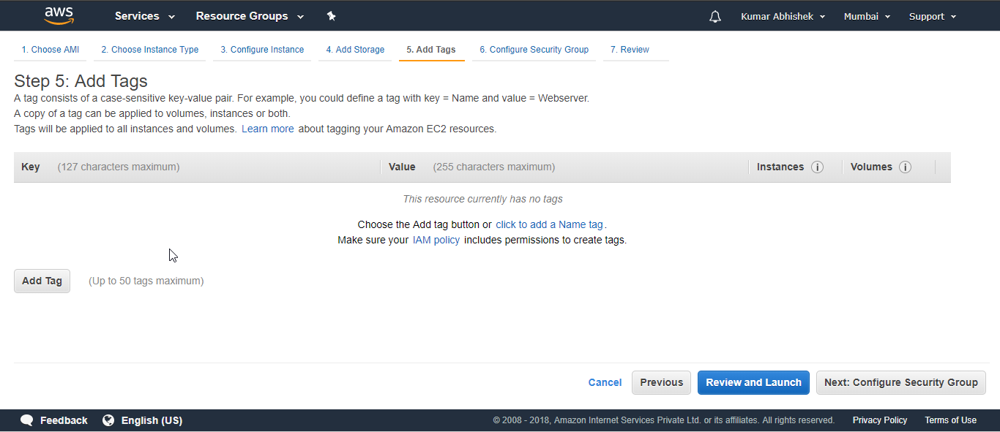 aws Services Resource Groups Kumar Abhishek Mumbai Support
1. Choose AMI 2. Choose Instance Type 3. Configure Instance 4. Add Storage 5. Add Tags 6. Configure Security Group 7. Review
Step 5: Add Tags
A tag consists of a case-sensitive key-value pair. For example, you could define a tag with key = Name and value = Webserver.
A copy of a tag can be applied to volumes, instances or both.
Tags will be applied to all instances and volumes. Learn more about tagging your Amazon EC2 resources.
Key (127 characters maximum) Value (255 characters maximum) Instances i Volumes i
This resource currently has no tags
Choose the Add tag button or click to add a Name tag.
Make sure your IAM policy includes permissions to create tags.
Add Tag (Up to 50 tags maximum)
Cancel Previous Review and Launch Next: Configure Security Group
Feedback English (US) © 2008 - 2018, Amazon Internet Services Private Ltd. or its affiliates. All rights reserved. Privacy Policy Terms of Use